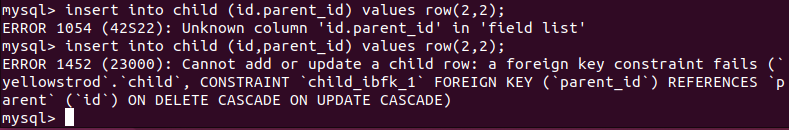 mysql> insert into child (id.parent_id) values row(2,2);
ERROR 1054 (42S22): Unknown column 'id.parent_id' in 'field list'
mysql> insert into child (id,parent_id) values row(2,2);
ERROR 1452 (23000): Cannot add or update a child row: a foreign key constraint fails (`
yellowstrod`.`child`, CONSTRAINT `child_ibfk_1` FOREIGN KEY (`parent_id`) REFERENCES `p
arent` (`id`) ON DELETE CASCADE ON UPDATE CASCADE)
mysql>